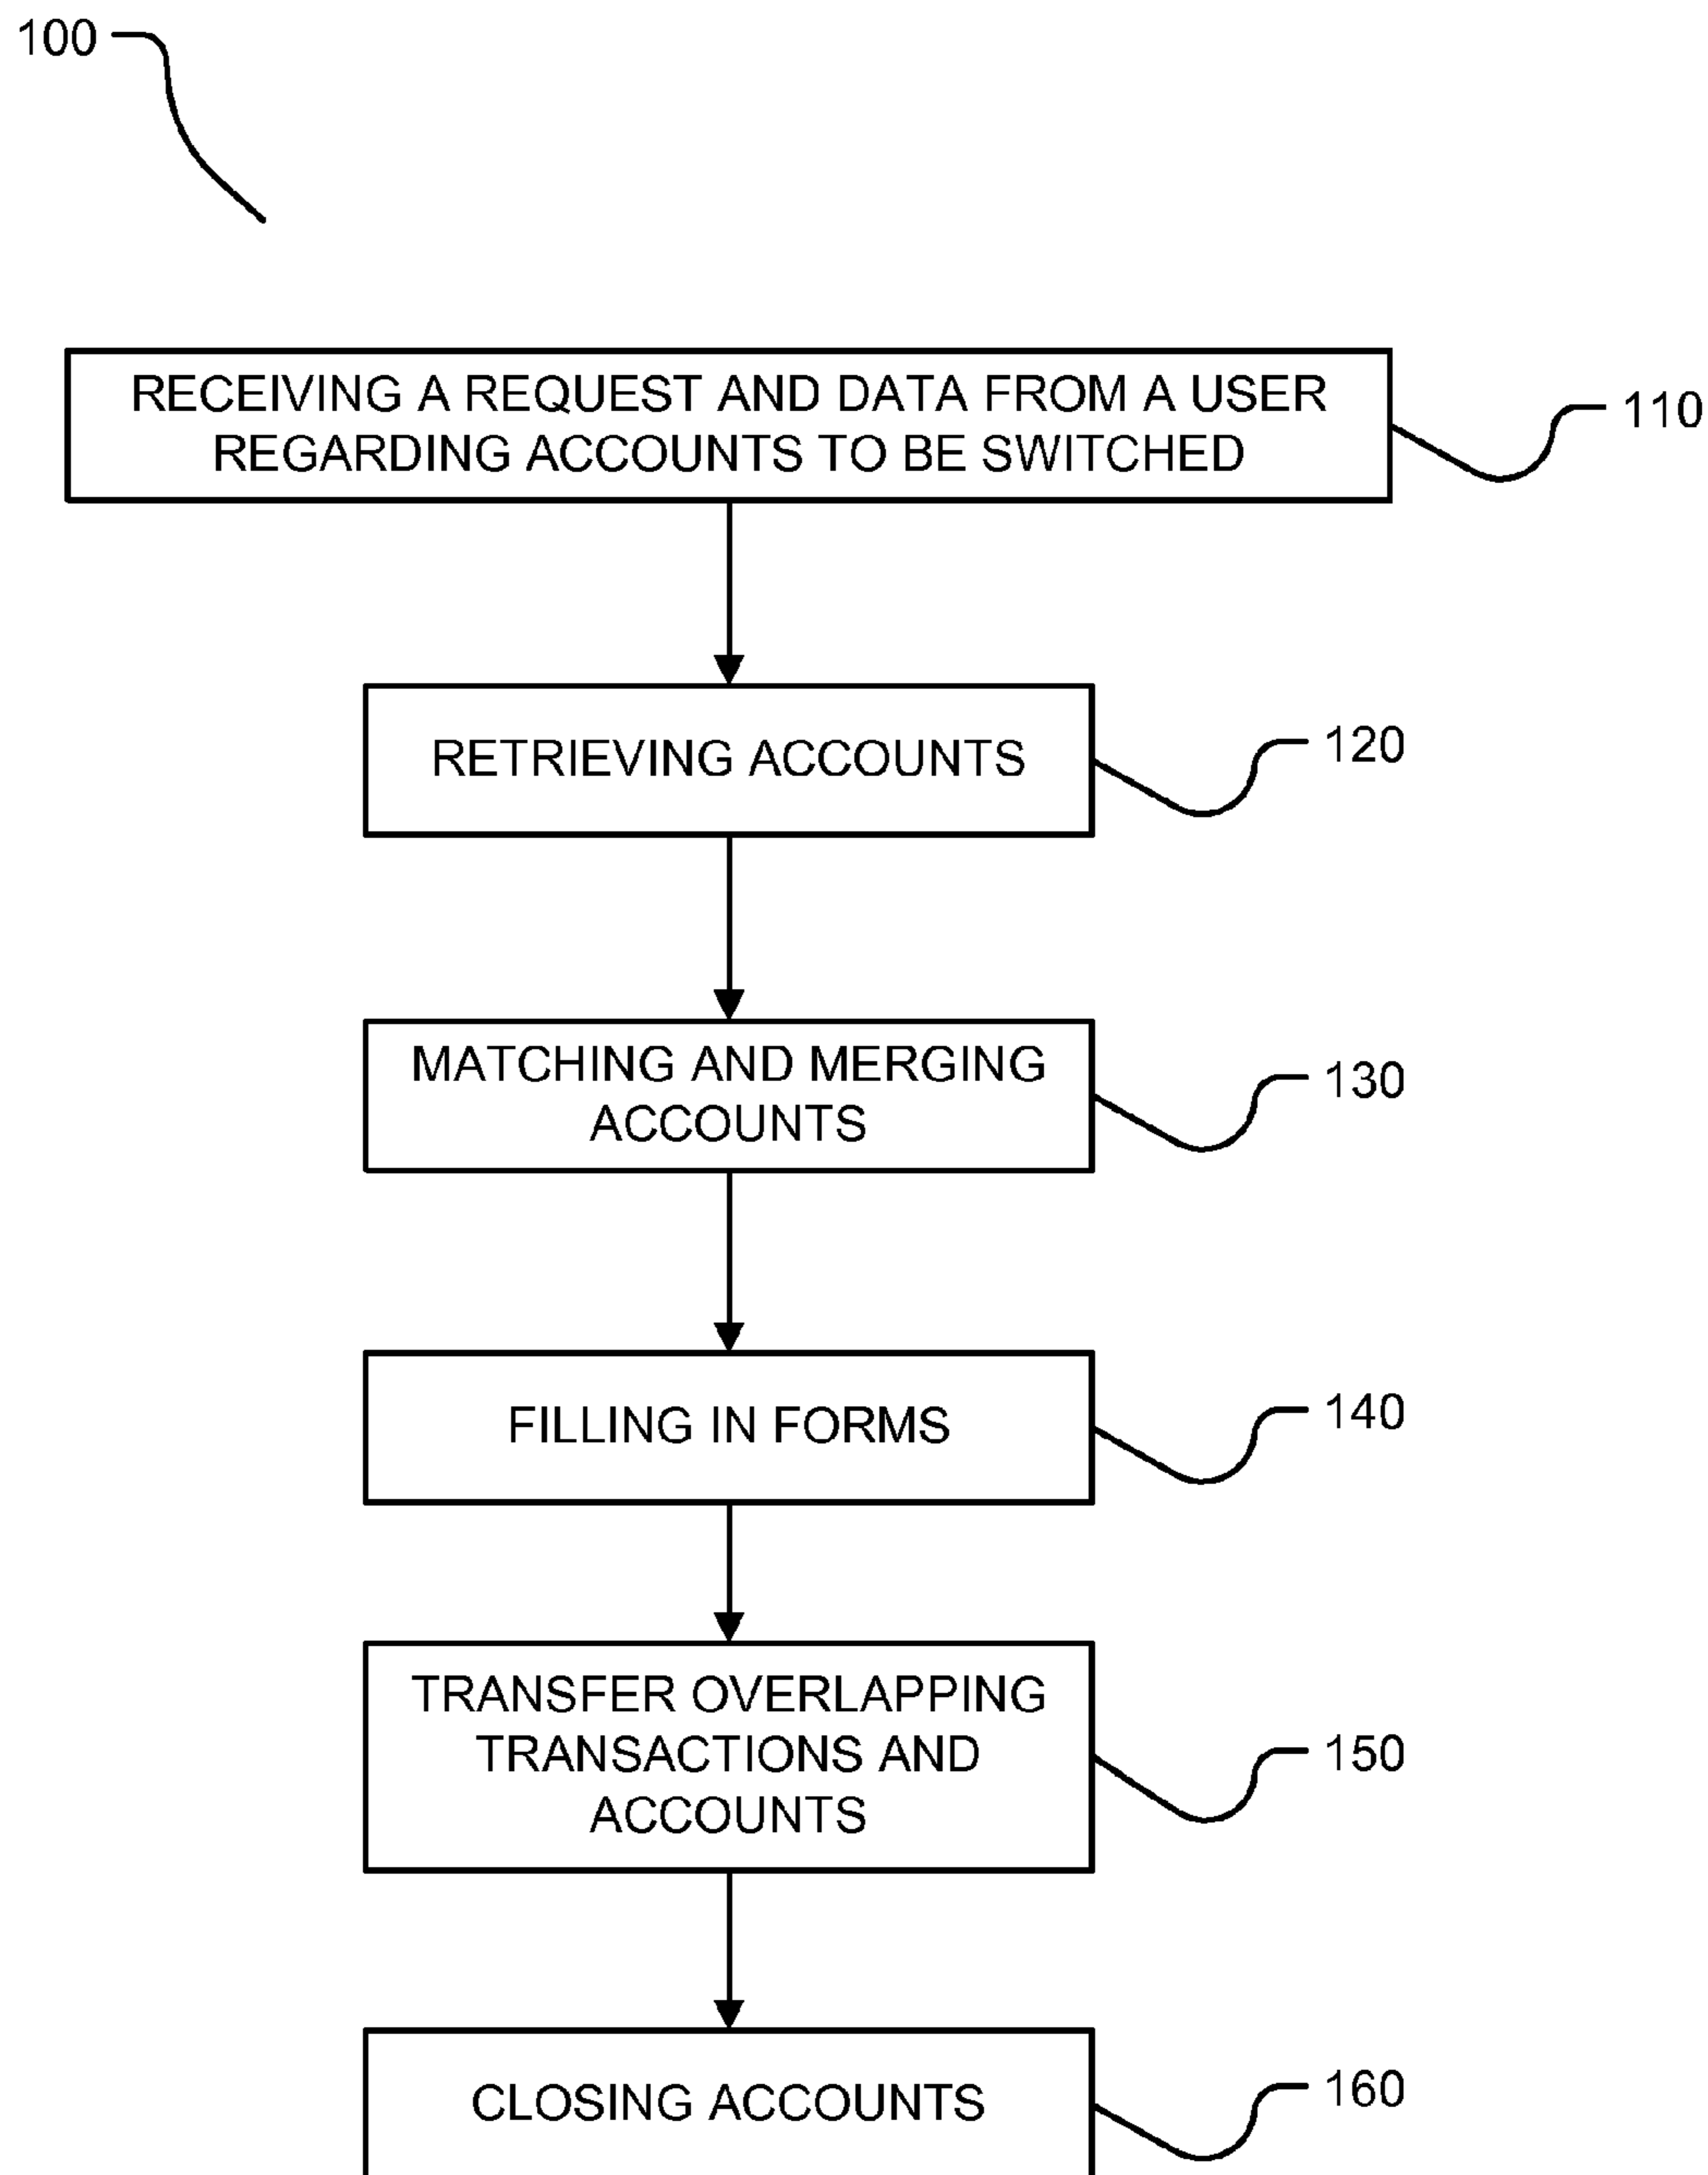 100
RECEIVING A REQUEST AND DATA FROM A USER
REGARDING ACCOUNTS TO BE SWITCHED
110
RETRIEVING ACCOUNTS
120
MATCHING AND MERGING
ACCOUNTS
130
FILLING IN FORMS
140
TRANSFER OVERLAPPING
TRANSACTIONS AND
ACCOUNTS
150
CLOSING ACCOUNTS
160